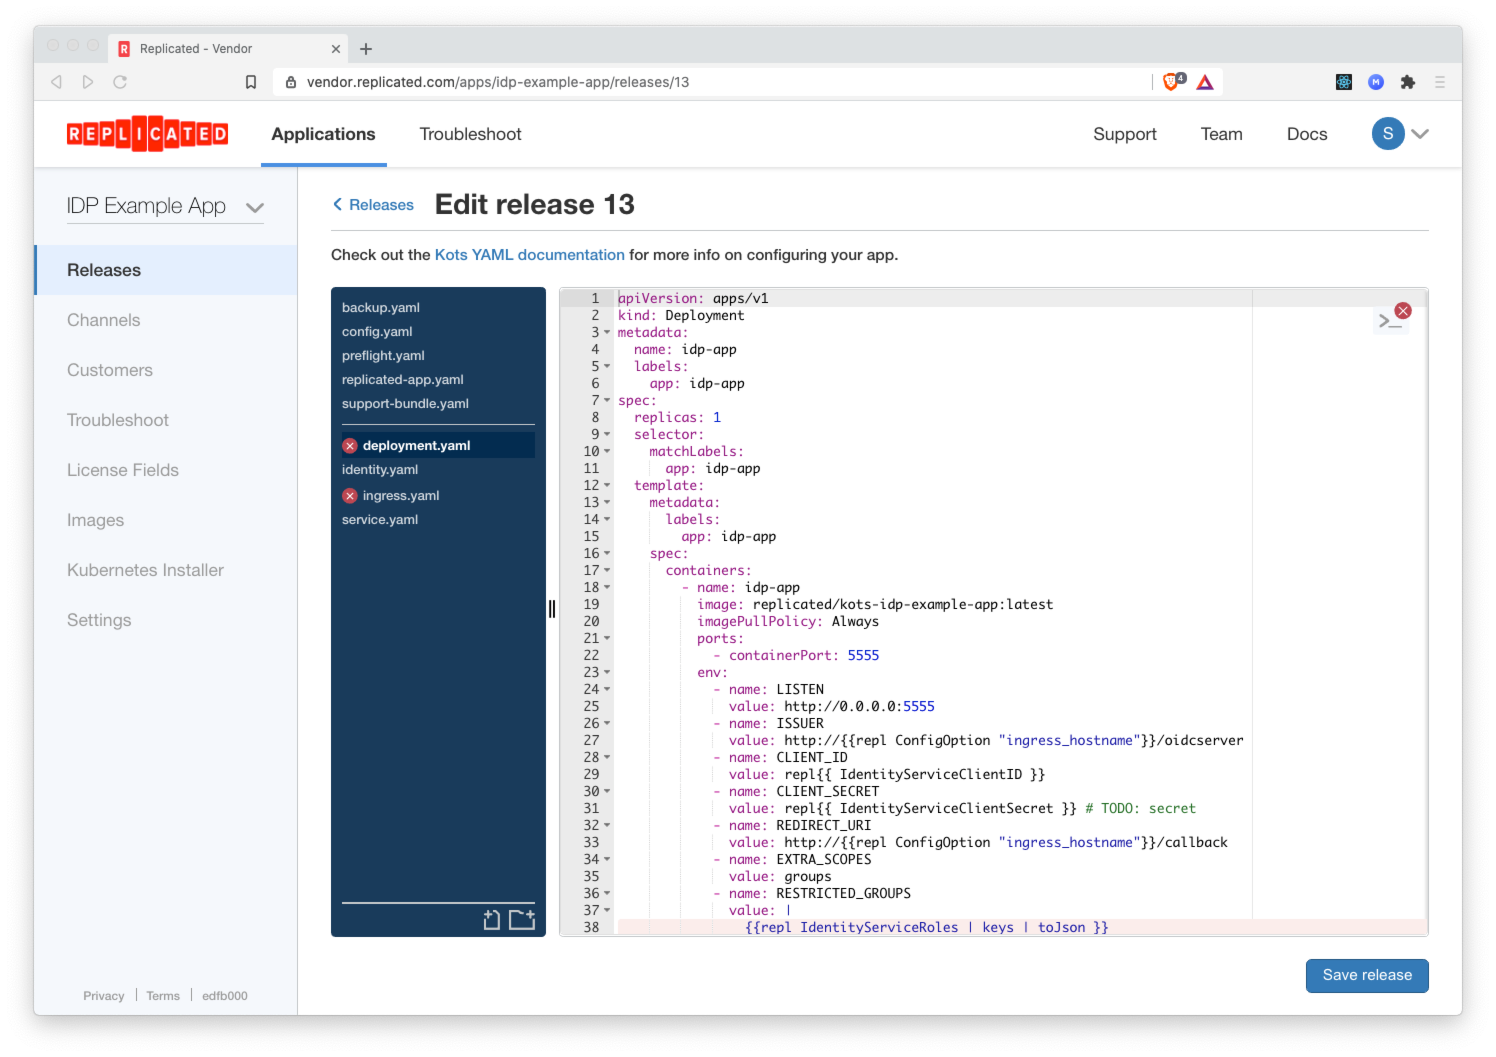 Replicated - Vendor
vendor.replicated.com/apps/idp-example-app/releases/13
4
M
REPLICATED
Applications
Troubleshoot
Support
Team
Docs
S
IDP Example App
Releases
Channels
Customers
Troubleshoot
License Fields
Images
Kubernetes Installer
Settings
Privacy
Terms
edfb000
Releases
Edit release 13
Check out the Kots YAML documentation for more info on configuring your app.
backup.yaml
config.yaml
preflight.yaml
replicated-app.yaml
support-bundle.yaml
deployment.yaml
identity.yaml
ingress.yaml
service.yaml
1 apiVersion: apps/v1
2 kind: Deployment
3 metadata:
4 name: idp-app
5 labels:
6 app: idp-app
7 spec:
8 replicas: 1
9 selector:
10 matchLabels:
11 app: idp-app
12 template:
13 metadata:
14 labels:
15 app: idp-app
16 spec:
17 containers:
18 - name: idp-app
19 image: replicated/kots-idp-example-app:latest
20 imagePullPolicy: Always
21 ports:
22 - containerPort: 5555
23 env:
24 - name: LISTEN
25 value: http://0.0.0.0:5555
26 - name: ISSUER
27 value: http://{{repl ConfigOption "ingress_hostname"}}/oidcserver
28 - name: CLIENT_ID
29 value: repl{{ IdentityServiceClientID }}
30 - name: CLIENT_SECRET
31 value: repl{{ IdentityServiceClientSecret }} # TODO: secret
32 - name: REDIRECT_URI
33 value: http://{{repl ConfigOption "ingress_hostname"}}/callback
34 - name: EXTRA_SCOPES
35 value: groups
36 - name: RESTRICTED_GROUPS
37 value: |
38 {{repl IdentityServiceRoles | keys | toJson }}
Save release